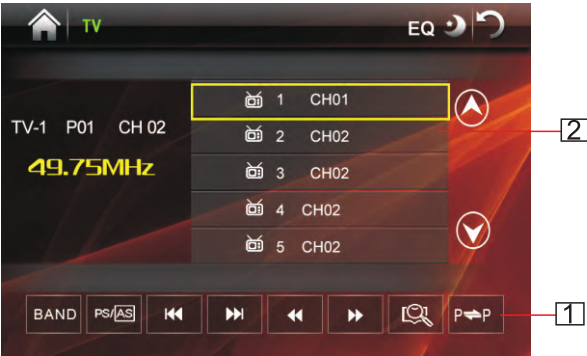 TV EQ
TV-1 P01 CH 02
49.75MHz
1 CH01
2 CH02
3 CH02
4 CH02
5 CH02
BAND PS/AS P⇌P
2
1